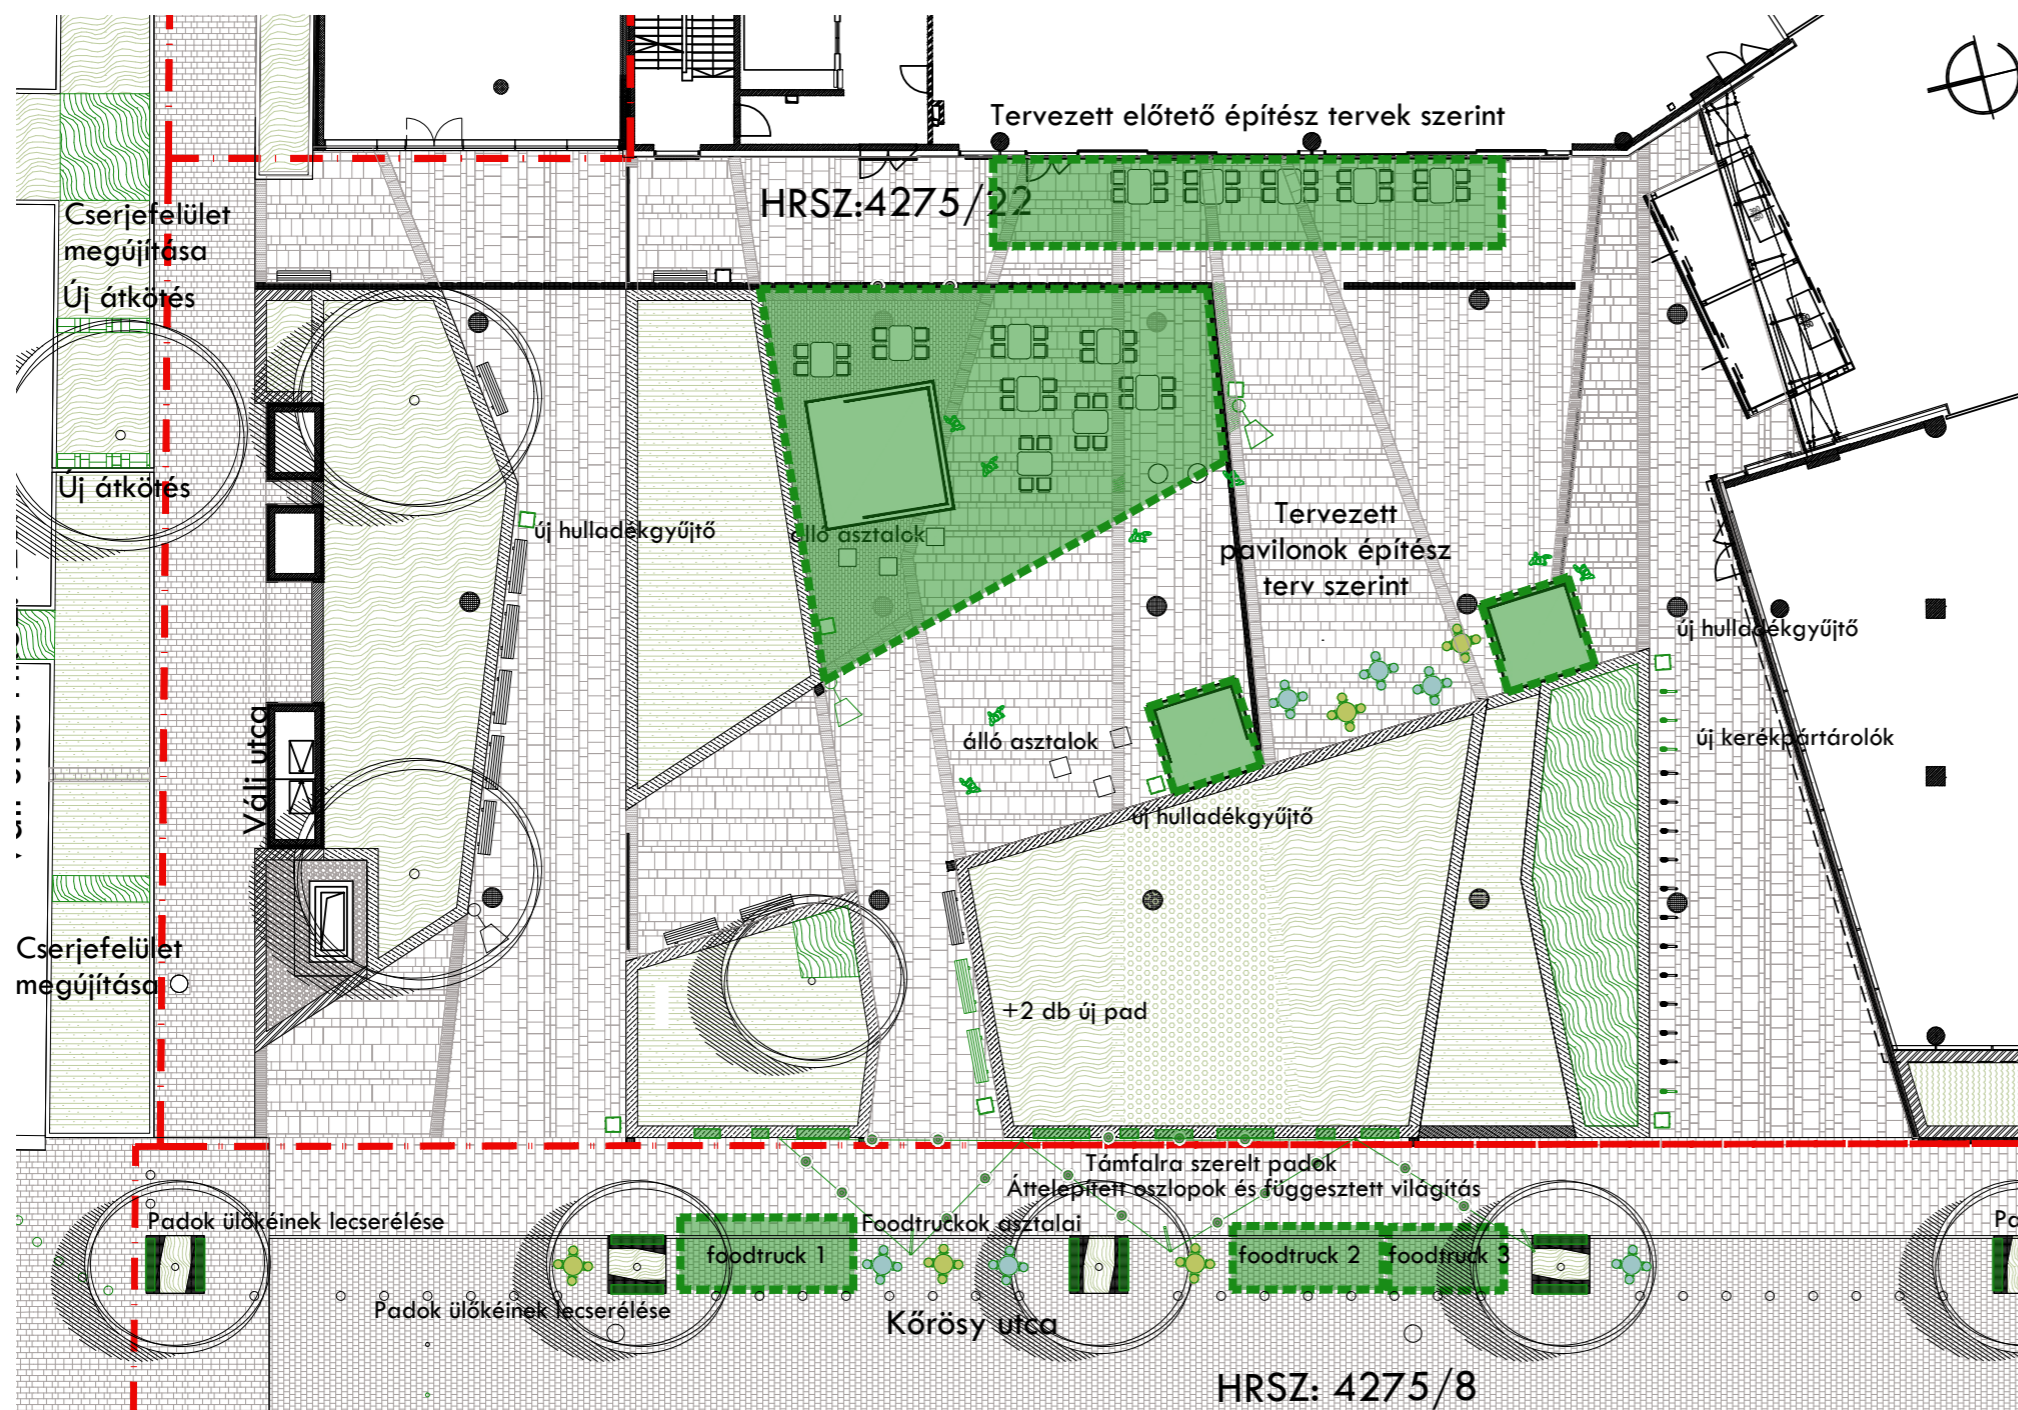 Tervezett előtető építész tervek szerint
HRSZ:4275/22
Cserjefelület
megújítása
Új átkötés
Új átkötés
új hulladékgyűjtő
álló asztalok
Tervezett
pavilonok építész
terv szerint
új hulladékgyűjtő
Váli utca
álló asztalok
új kerékpártárolók
új hulladékgyűjtő
Cserjefelület
megújítása
+2 db új pad
Támfalra szerelt padok
Áttelepített oszlopok és függesztett világítás
Padok ülőkéinek lecserélése
Foodtruckok asztalai
foodtruck 1
foodtruck 2
foodtruck 3
Padok ülőkéinek lecserélése
Kőrösy utca
HRSZ: 4275/8